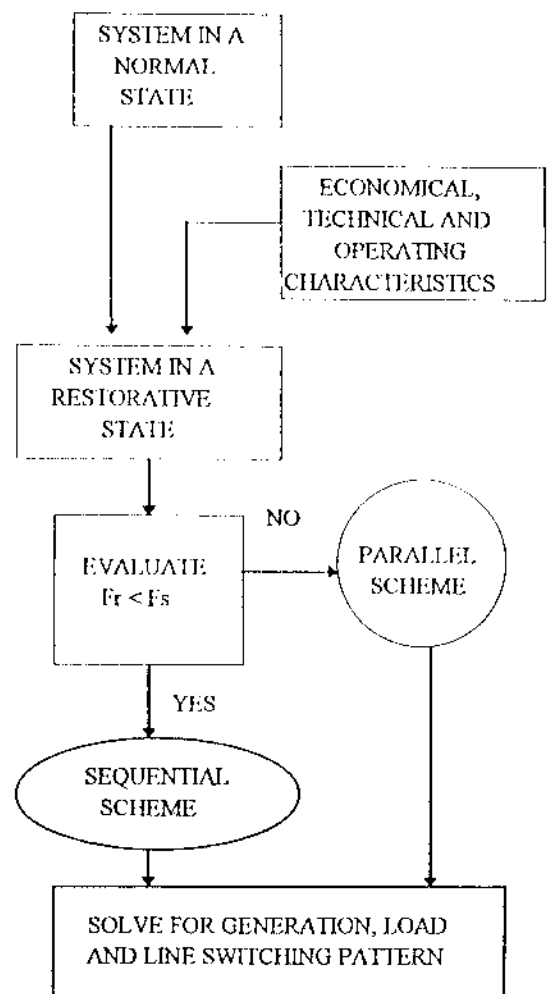 SYSTEM IN A
NORMAL
STATE
ECONOMICAL,
TECHNICAL AND
OPERATING
CHARACTERISTICS
SYSTEM IN A
RESTORATIVE
STATE
NO
EVALUATE
Fr < Fs
PARALLEL
SCHEME
YES
SEQUENTIAL
SCHEME
SOLVE FOR GENERATION, LOAD
AND LINE SWITCHING PATTERN